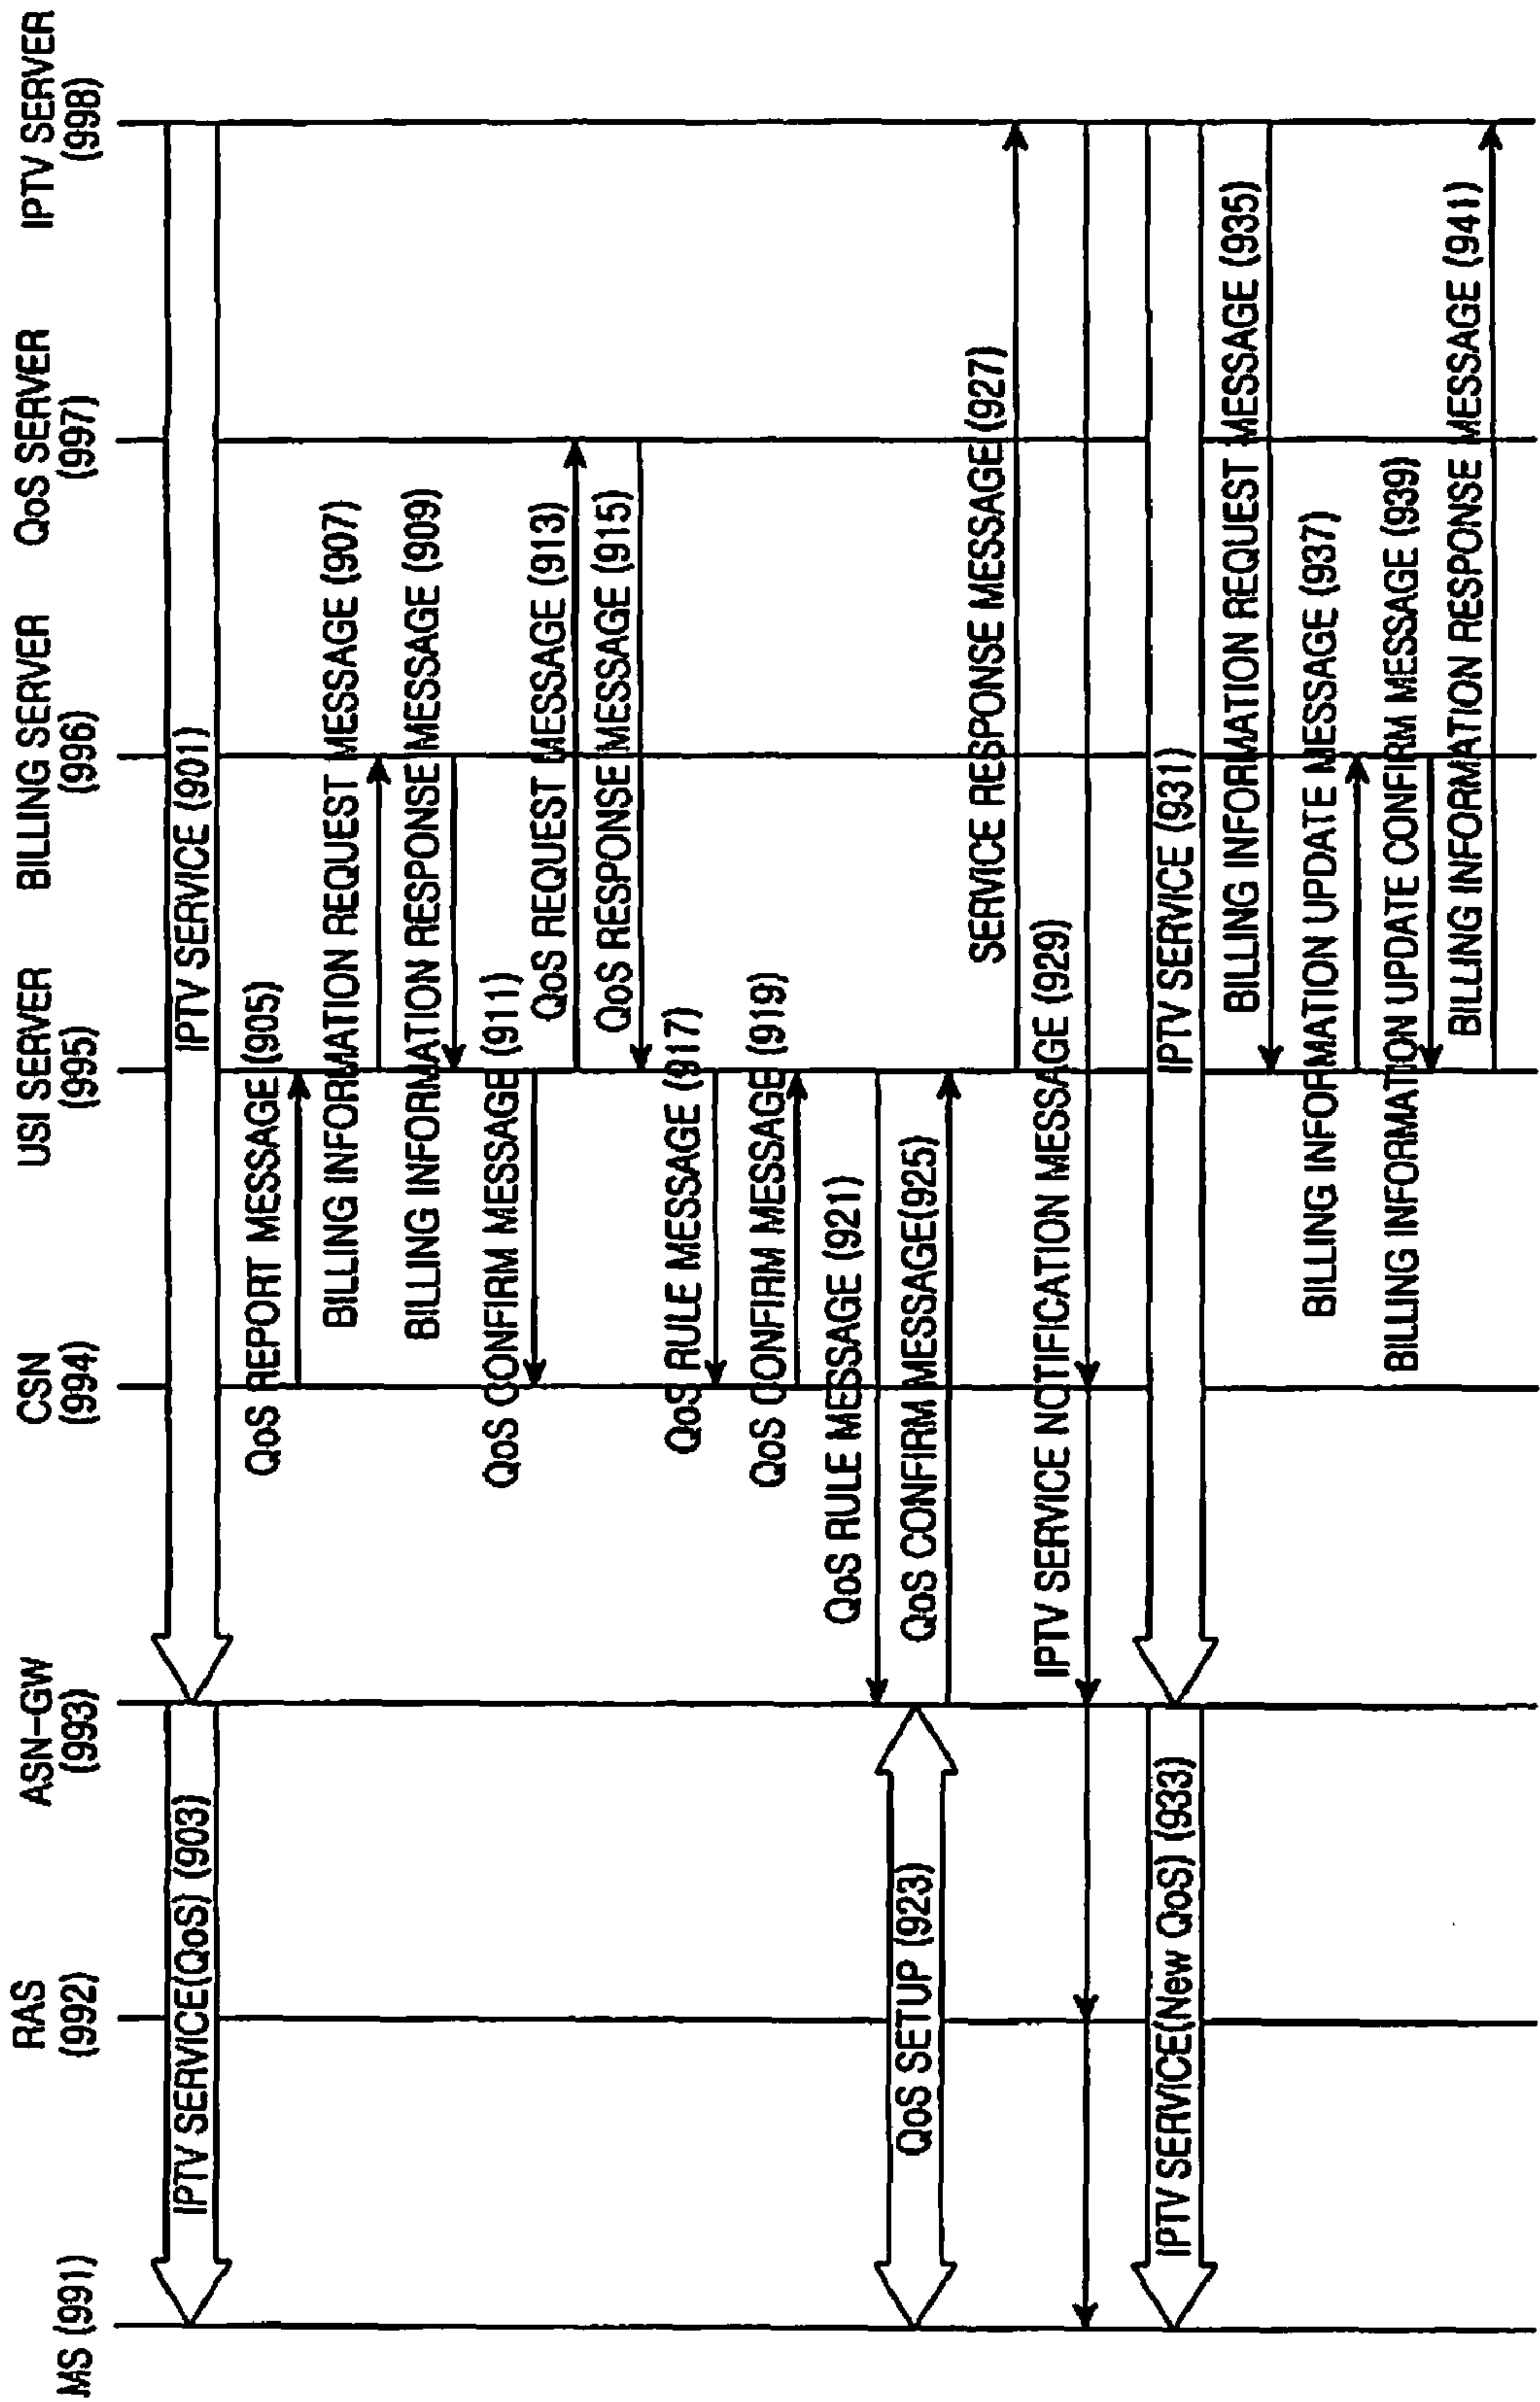 MS (991)
RAS
(992)
ASN-GW
(993)
CSN
(994)
USI SERVER
(995)
BILLING SERVER
(996)
QoS SERVER
(997)
IPTV SERVER
(998)
IPTV SERVICE (901)
IPTV SERVICE(QoS) (903)
QoS REPORT MESSAGE (905)
BILLING INFORMATION REQUEST MESSAGE (907)
BILLING INFORMATION RESPONSE MESSAGE (909)
QoS CONFIRM MESSAGE (911)
QoS REQUEST MESSAGE (913)
QoS RESPONSE MESSAGE (915)
QoS RULE MESSAGE (917)
QoS CONFIRM MESSAGE (919)
QoS RULE MESSAGE (921)
QoS SETUP (923)
QoS CONFIRM MESSAGE(925)
SERVICE RESPONSE MESSAGE (927)
IPTV SERVICE NOTIFICATION MESSAGE (929)
IPTV SERVICE (931)
IPTV SERVICE(New QoS) (933)
BILLING INFORMATION REQUEST MESSAGE (935)
BILLING INFORMATION UPDATE MESSAGE (937)
BILLING INFORMATION UPDATE CONFIRM MESSAGE (939)
BILLING INFORMATION RESPONSE MESSAGE (941)